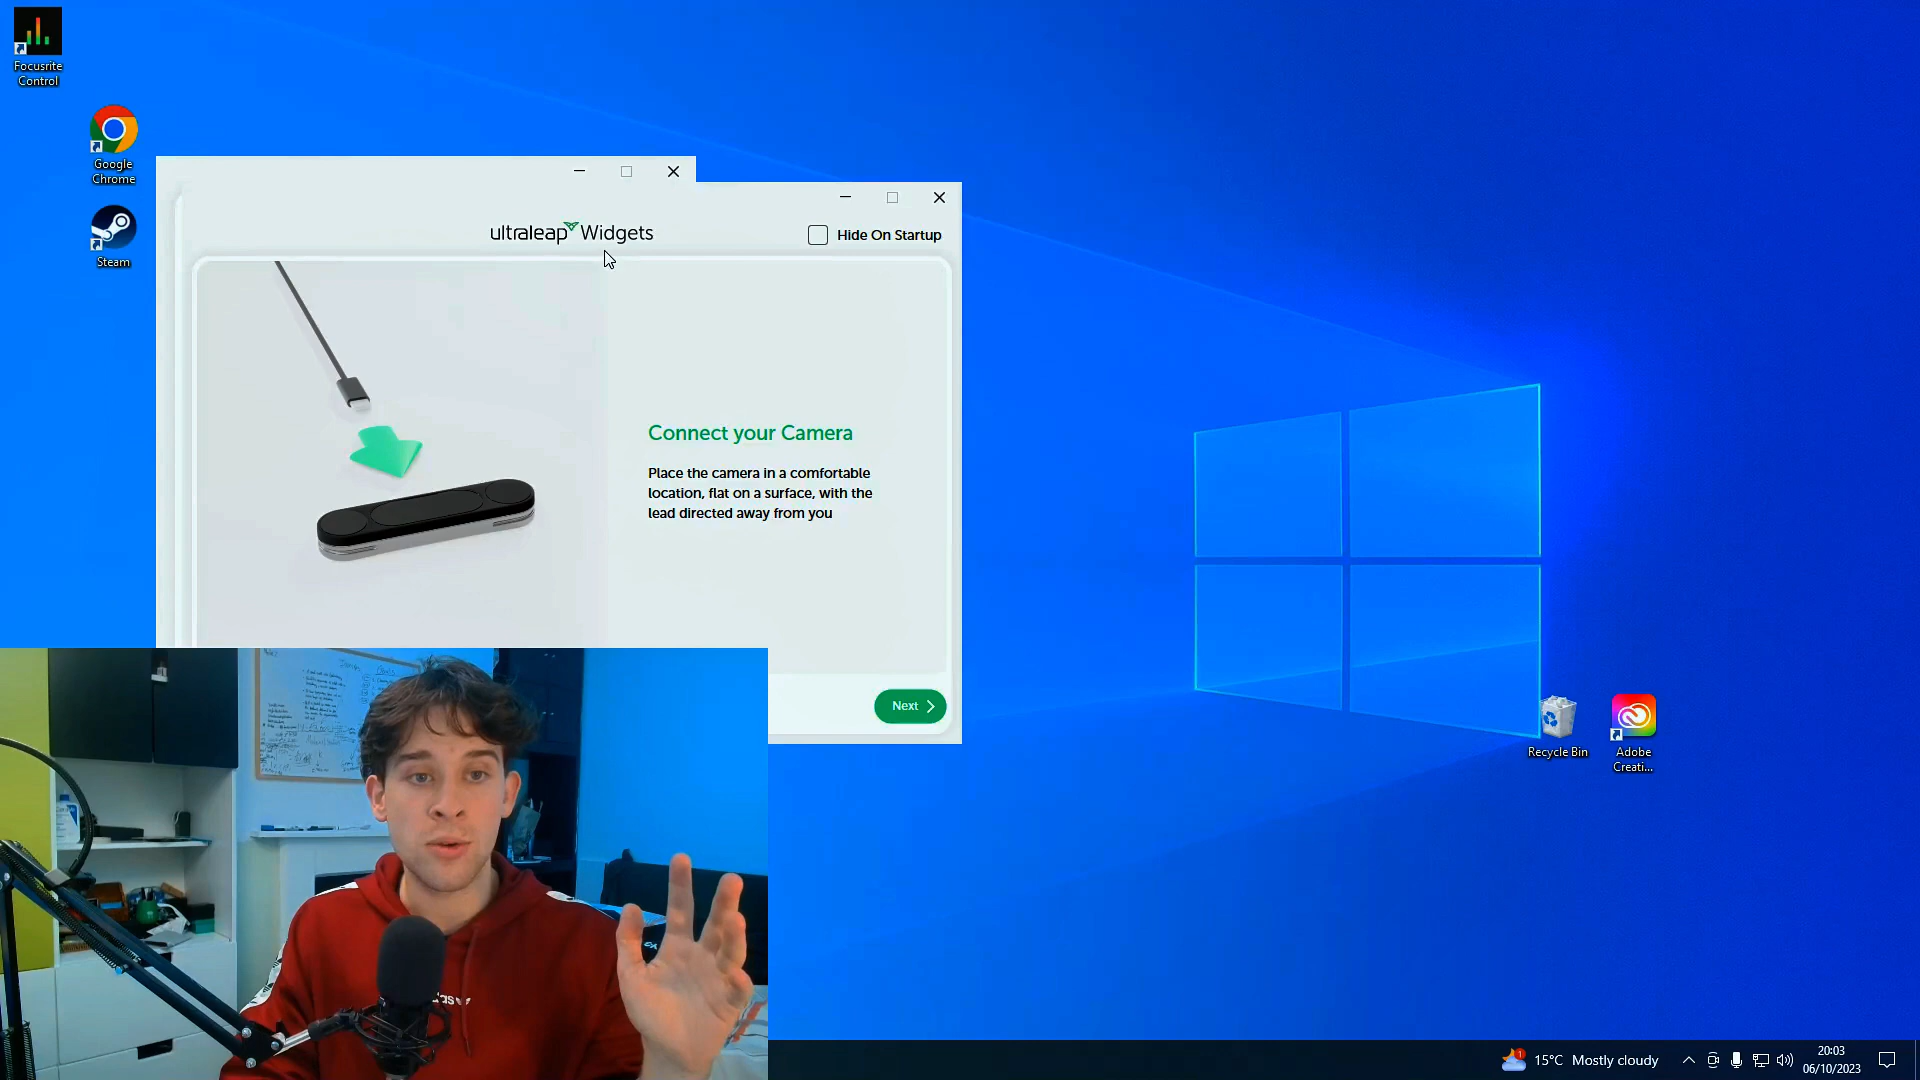 Focusrite
Control
Google
Chrome
Steam
ultraleap Widgets
Hide On Startup
Connect your Camera
Place the camera in a comfortable
location, flat on a surface, with the
lead directed away from you
Next
Recycle Bin
Adobe
Creati...
1
15°C Mostly cloudy
20:03
06/10/2023